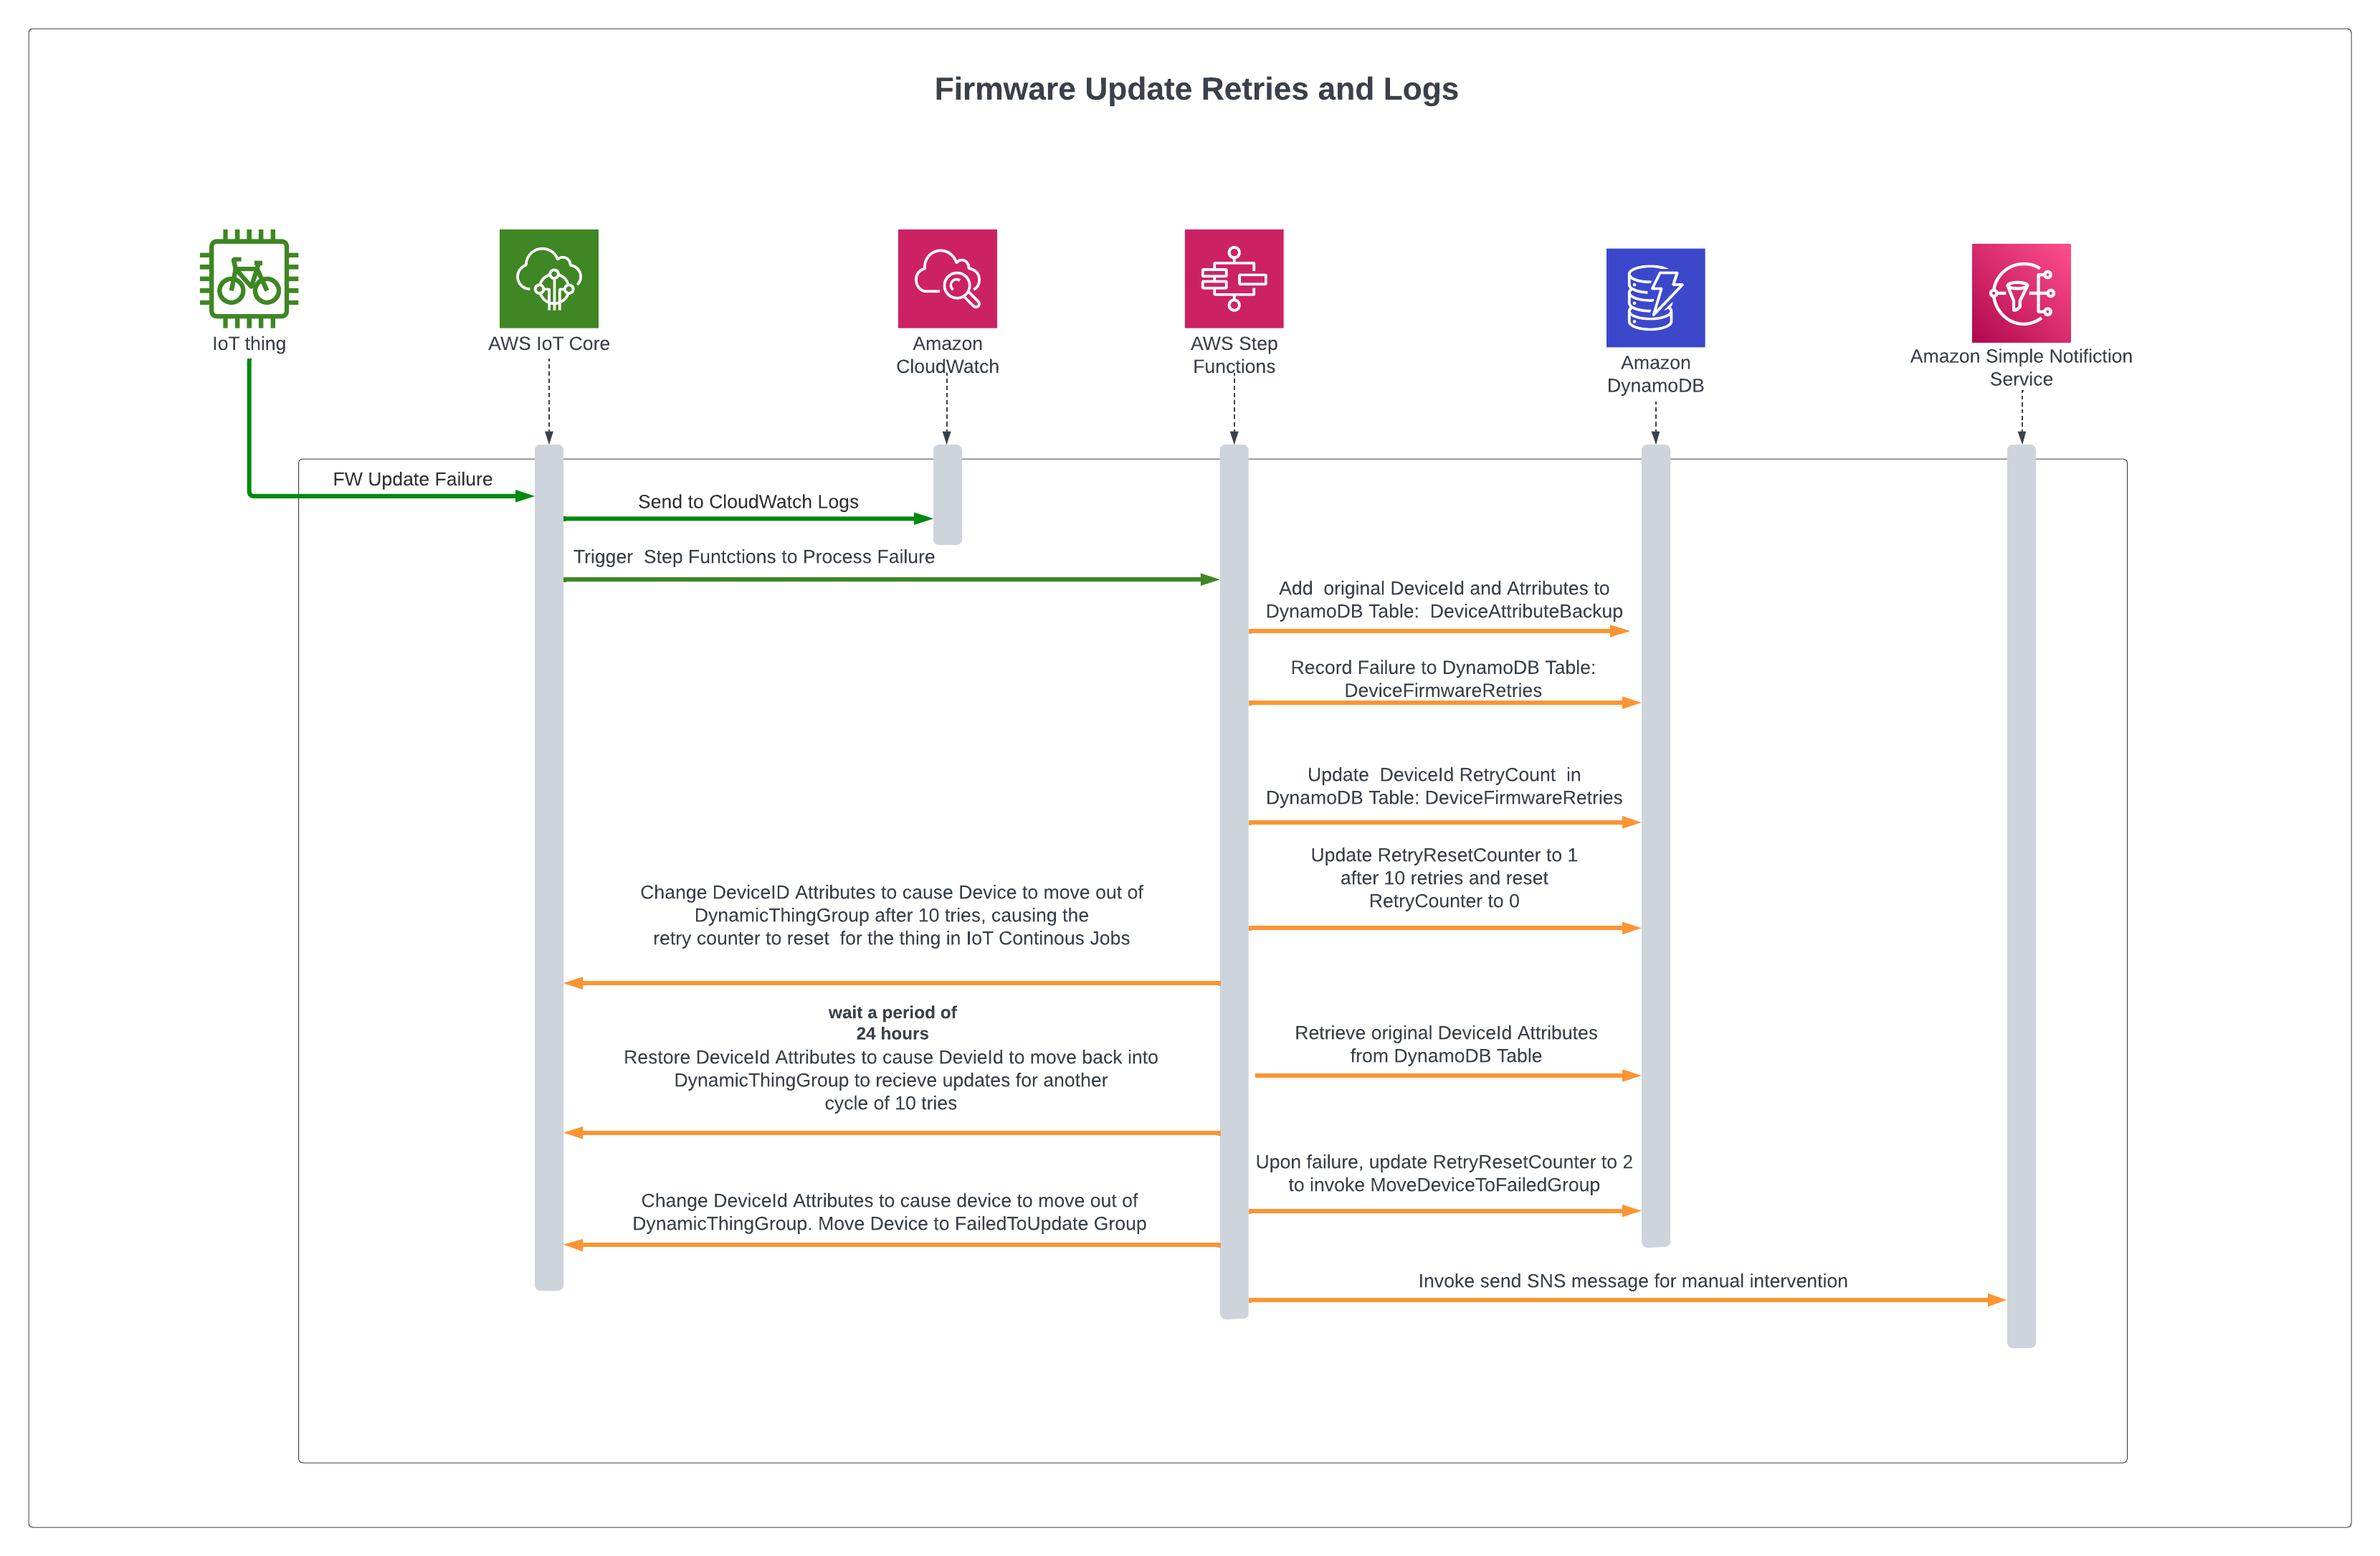 Firmware Update Retries and Logs
IoT thing
AWS IoT Core
Amazon
CloudWatch
AWS Step
Functions
Amazon
DynamoDB
Amazon Simple Notifiction
Service
FW Update Failure
Send to CloudWatch Logs
Trigger  Step Funtctions to Process Failure
Add  original DeviceId and Atrributes to
DynamoDB Table:  DeviceAttributeBackup
Record Failure to DynamoDB Table:
DeviceFirmwareRetries
Update  DeviceId RetryCount  in
DynamoDB Table: DeviceFirmwareRetries
Update RetryResetCounter to 1
after 10 retries and reset
RetryCounter to 0
Change DeviceID Attributes to cause Device to move out of
DynamicThingGroup after 10 tries, causing the
retry counter to reset  for the thing in IoT Continous Jobs
wait a period of
24 hours
Retrieve original DeviceId Attributes
from DynamoDB Table
Restore DeviceId Attributes to cause DevieId to move back into
DynamicThingGroup to recieve updates for another
cycle of 10 tries
Upon failure, update RetryResetCounter to 2
to invoke MoveDeviceToFailedGroup
Change DeviceId Attributes to cause device to move out of
DynamicThingGroup. Move Device to FailedToUpdate Group
Invoke send SNS message for manual intervention